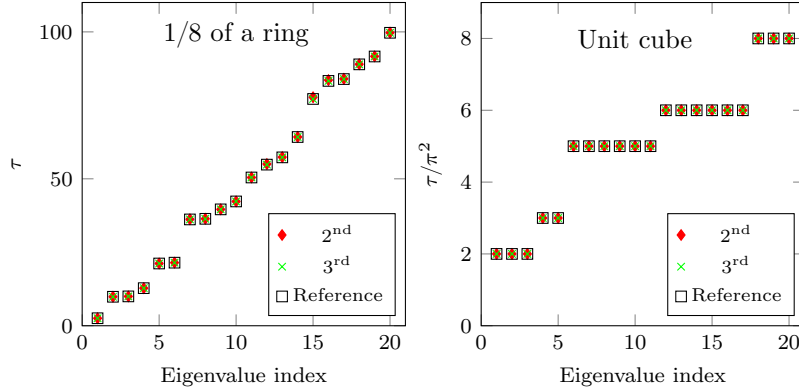 1/8 of a ring
100
50
0
τ
2nd
3rd
Reference
0 5 10 15 20
Eigenvalue index
Unit cube
8
6
4
2
0
τ/π²
2nd
3rd
Reference
0 5 10 15 20
Eigenvalue index